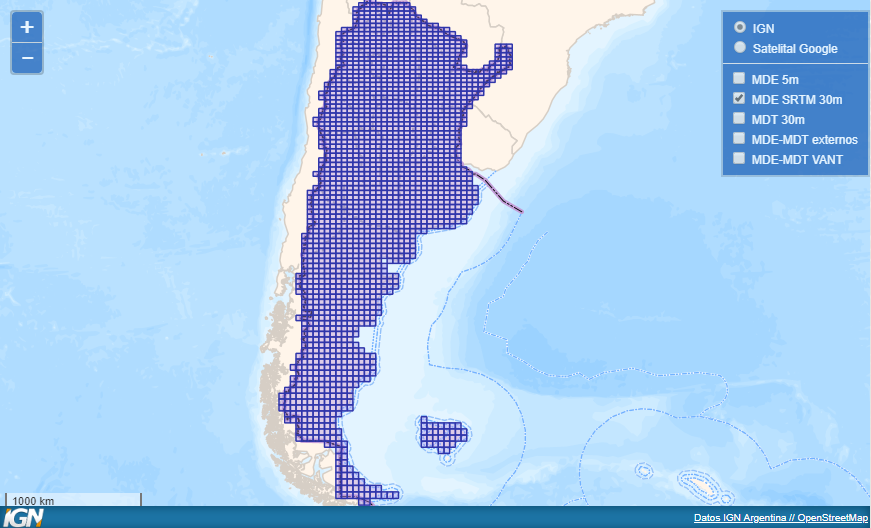 +
−
IGN
Satelital Google
MDE 5m
MDE SRTM 30m
MDT 30m
MDE-MDT externos
MDE-MDT VANT
1000 km
IGN
Datos IGN Argentina // OpenStreetMap